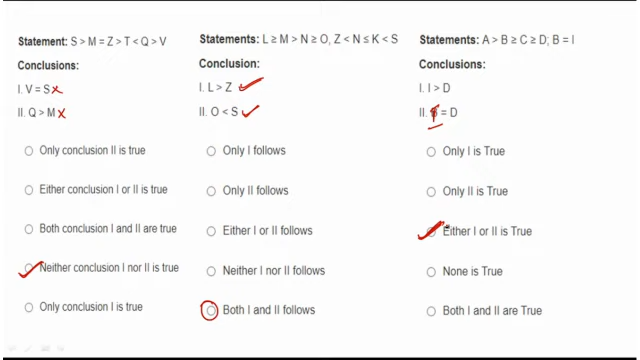 Statement: S > M = Z > T < Q > V
Conclusions:
I. V = S x
II. Q > M x
Only conclusion II is true
Either conclusion I or II is true
Both conclusion I and II are true
Neither conclusion I nor II is true
Only conclusion I is true
Statements: L ≥ M > N ≥ O, Z < N ≤ K < S
Conclusion:
I. L > Z
II. O < S
Only I follows
Only II follows
Either I or II follows
Neither I nor II follows
Both I and II follows
Statements: A > B ≥ C ≥ D; B = I
Conclusions:
I. I > D
II. I = D
Only I is True
Only II is True
Either I or II is True
None is True
Both I and II are True